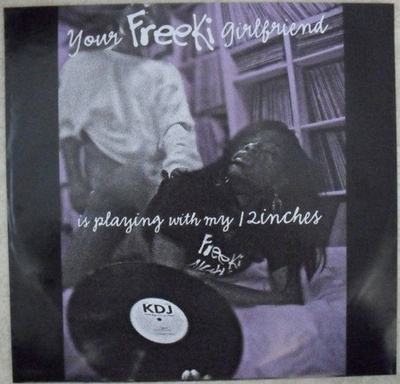 Your FreeKi Girlfriend
is playing with my 12inches
FreeKi
KDJ